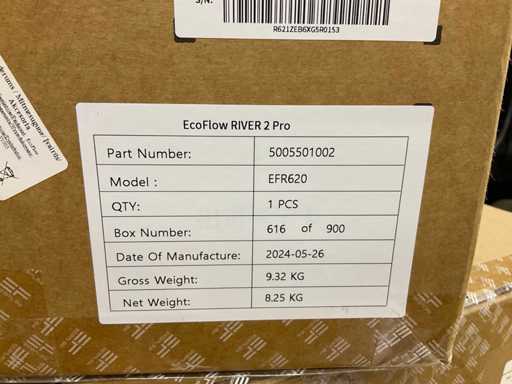 S/N:
R621ZEB6XG5R0153
EcoFlow RIVER 2 Pro
Part Number: 5005501002
Model : EFR620
QTY: 1 PCS
Box Number: 616 of 900
Date Of Manufacture: 2024-05-26
Gross Weight: 9.32 KG
Net Weight: 8.25 KG